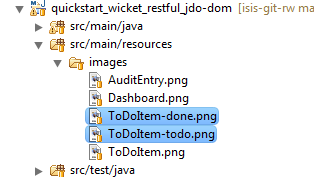 quickstart_wicket_restful_jdo-dom [isis-git-rw ma
src/main/java
src/main/resources
images
AuditEntry.png
Dashboard.png
ToDoItem-done.png
ToDoItem-todo.png
ToDoItem.png
src/test/java